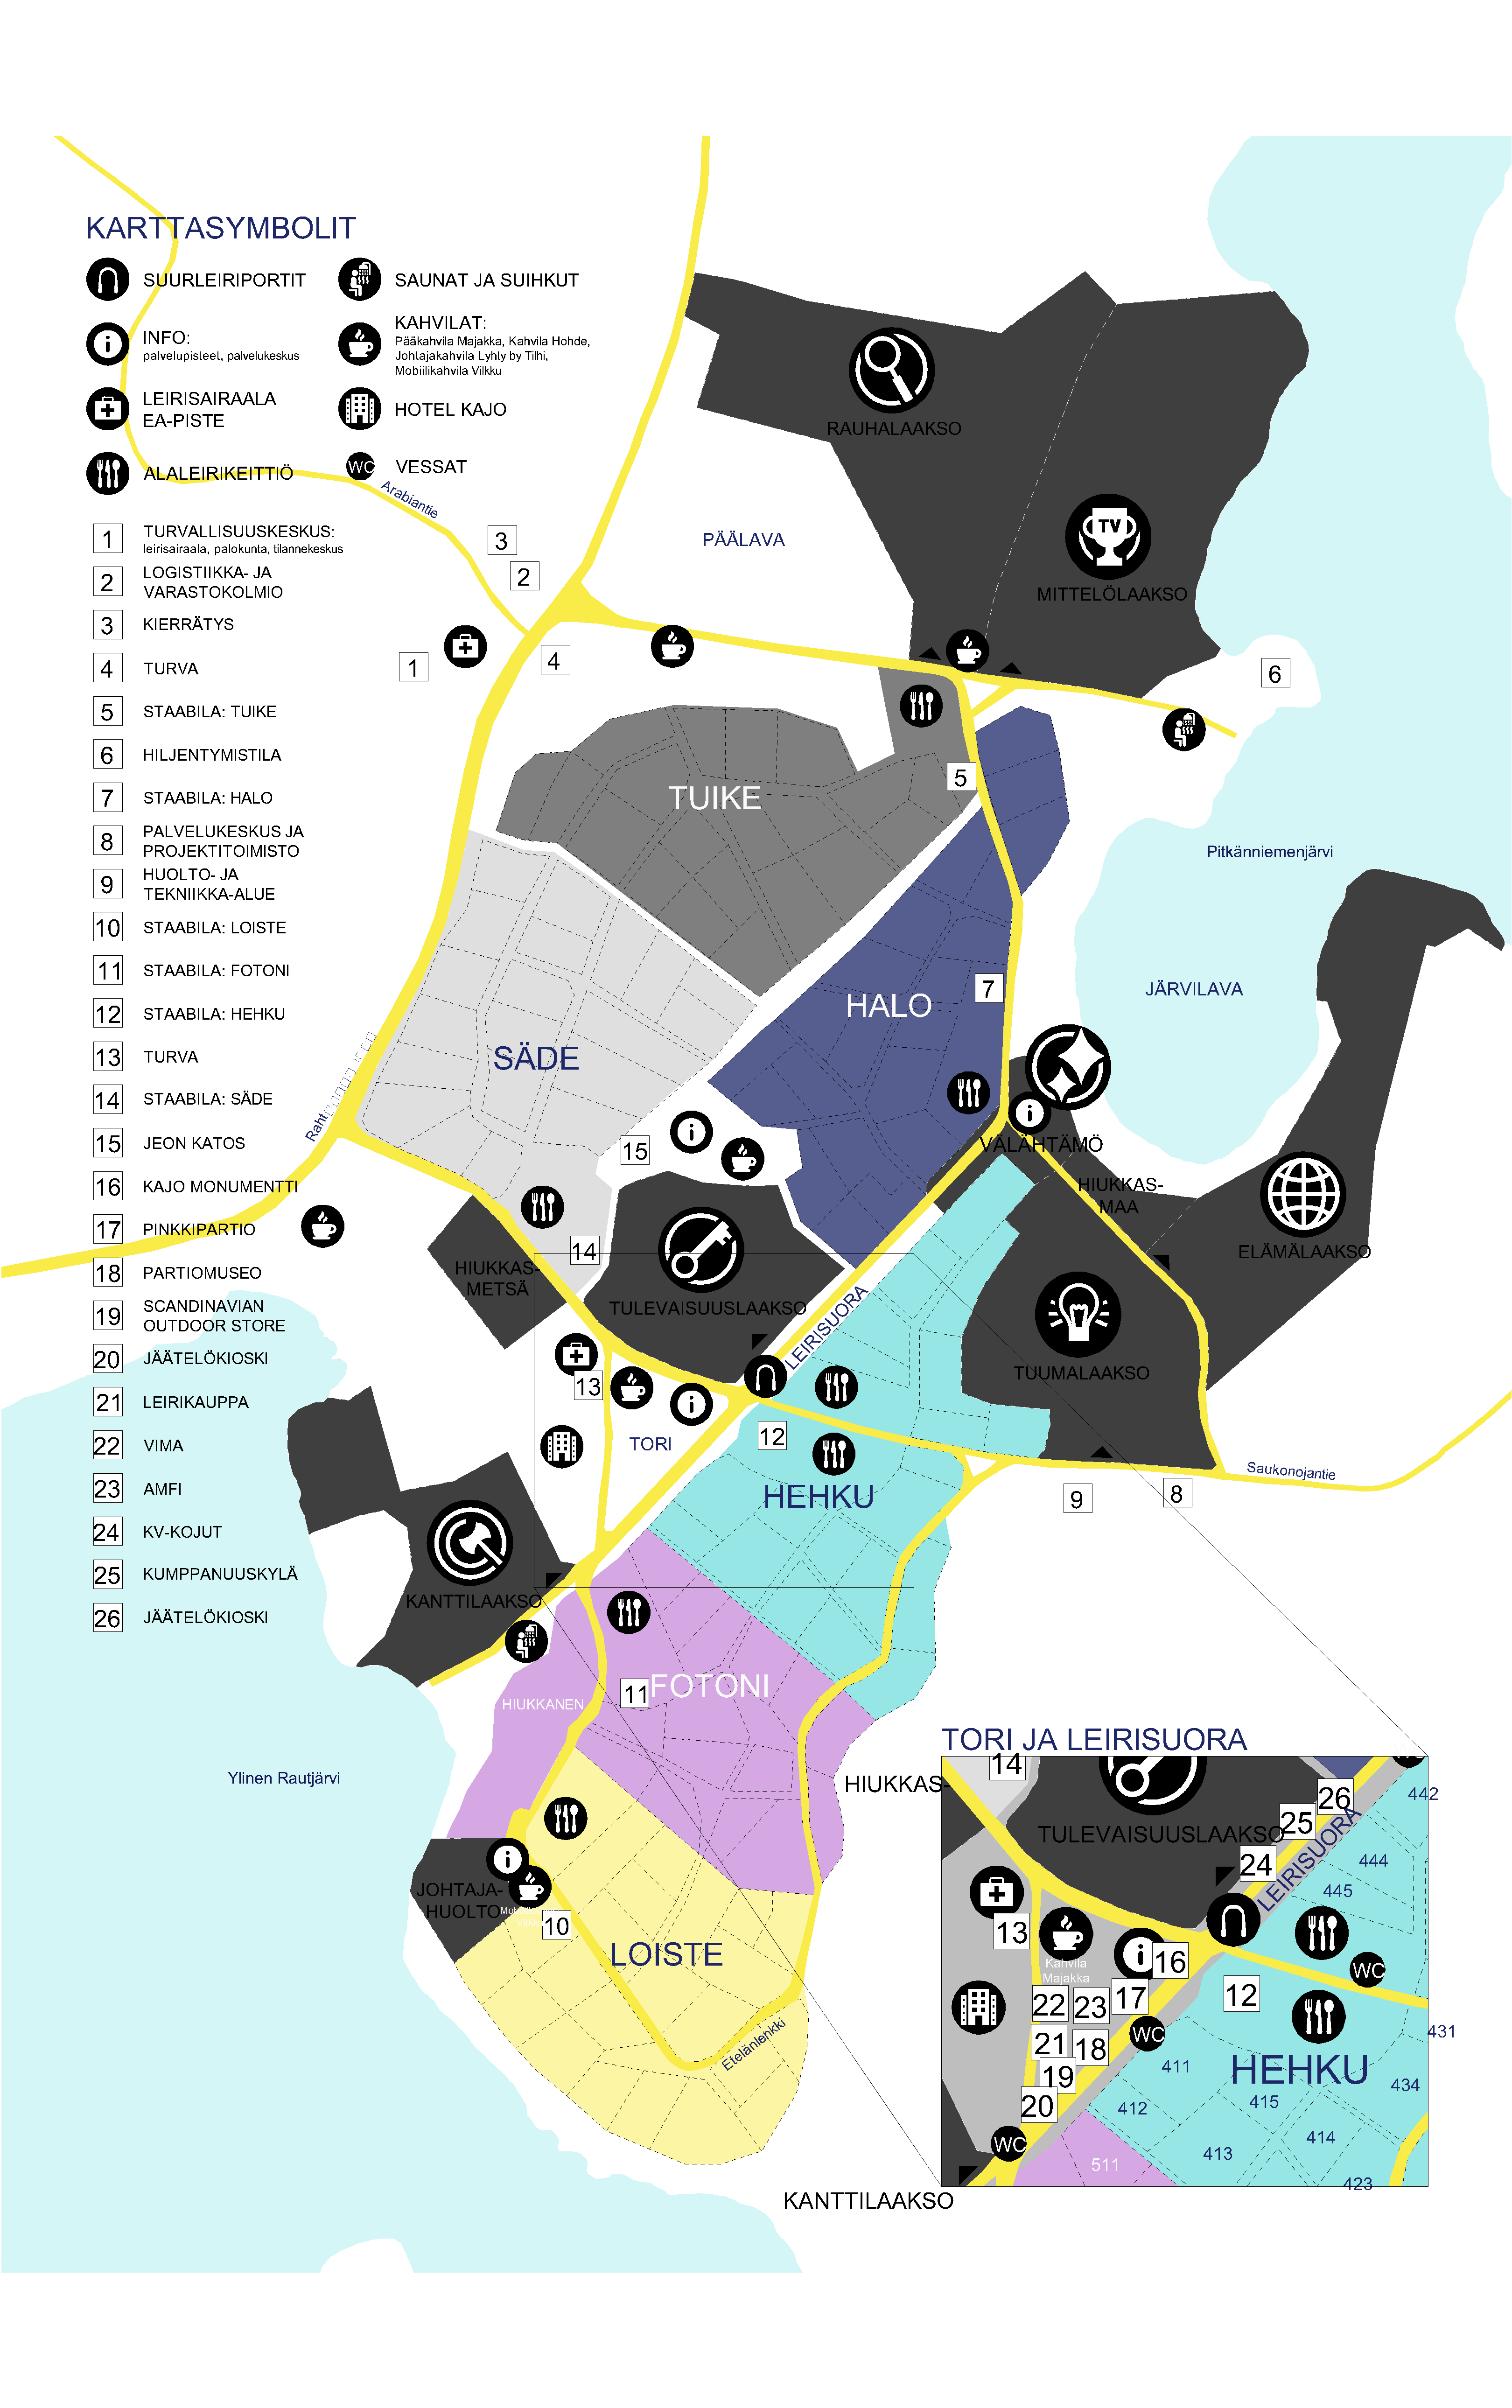 KARTTASYMBOLIT
SUURLEIRIPORTIT
INFO:
palvelupisteet, palvelukeskus
LEIRISAIRAALA
EA-PISTE
ALALEIRIKEITTIÖ
SAUNAT JA SUIHKUT
KAHVILAT:
Pääkahvila Majakka, Kahvila Hohde,
Johtajakahvila Lyhty by Tilhi,
Mobiilikahvila Vilkku
HOTEL KAJO
WC VESSAT
1 TURVALLISUUSKESKUS:
leirisairaala, palokunta, tilannekeskus
2 LOGISTIIKKA- JA
VARASTOKOLMIO
3 KIERRÄTYS
4 TURVA
5 STAABILA: TUIKE
6 HILJENTYMISTILA
7 STAABILA: HALO
8 PALVELUKESKUS JA
PROJEKTITOIMISTO
9 HUOLTO- JA
TEKNIIKKA-ALUE
10 STAABILA: LOISTE
11 STAABILA: FOTONI
12 STAABILA: HEHKU
13 TURVA
14 STAABILA: SÄDE
15 JEON KATOS
16 KAJO MONUMENTTI
17 PINKKIPARTIO
18 PARTIOMUSEO
19 SCANDINAVIAN
OUTDOOR STORE
20 JÄÄTELÖKIOSKI
21 LEIRIKAUPPA
22 VIMA
23 AMFI
24 KV-KOJUT
25 KUMPPANUUSKYLÄ
26 JÄÄTELÖKIOSKI
Arabiantie
3
2
1
4
PÄÄLAVA
RAUHALAAKSO
TV
MITTELÖLAAKSO
6
TUIKE
5
Pitkänniemenjärvi
JÄRVILAVA
HALO
7
SÄDE
Raht
15
VÄLÄHTÄMÖ
HIUKKAS-
MAA
ELÄMÄLAAKSO
14
HIUKKAS-
METSÄ
TULEVAISUUSLAAKSO
LEIRISUORA
TUUMALAAKSO
13
TORI
12
HEHKU
9
8
Saukonojantie
KANTTILAAKSO
11
FOTONI
HIUKKANEN
Ylinen Rautjärvi
JOHTAJA-
HUOLTO
10
LOISTE
Etelänlenkki
HIUKKAS-
KANTTILAAKSO
TORI JA LEIRISUORA
14
26
442
25
TULEVAISUUSLAAKSO
LEIRISUORA
24
444
445
13
Kahvila
Majakka
16
WC
22
23
17
12
21
18
WC
431
19
411
HEHKU
20
412
415
434
WC
413
414
511
423